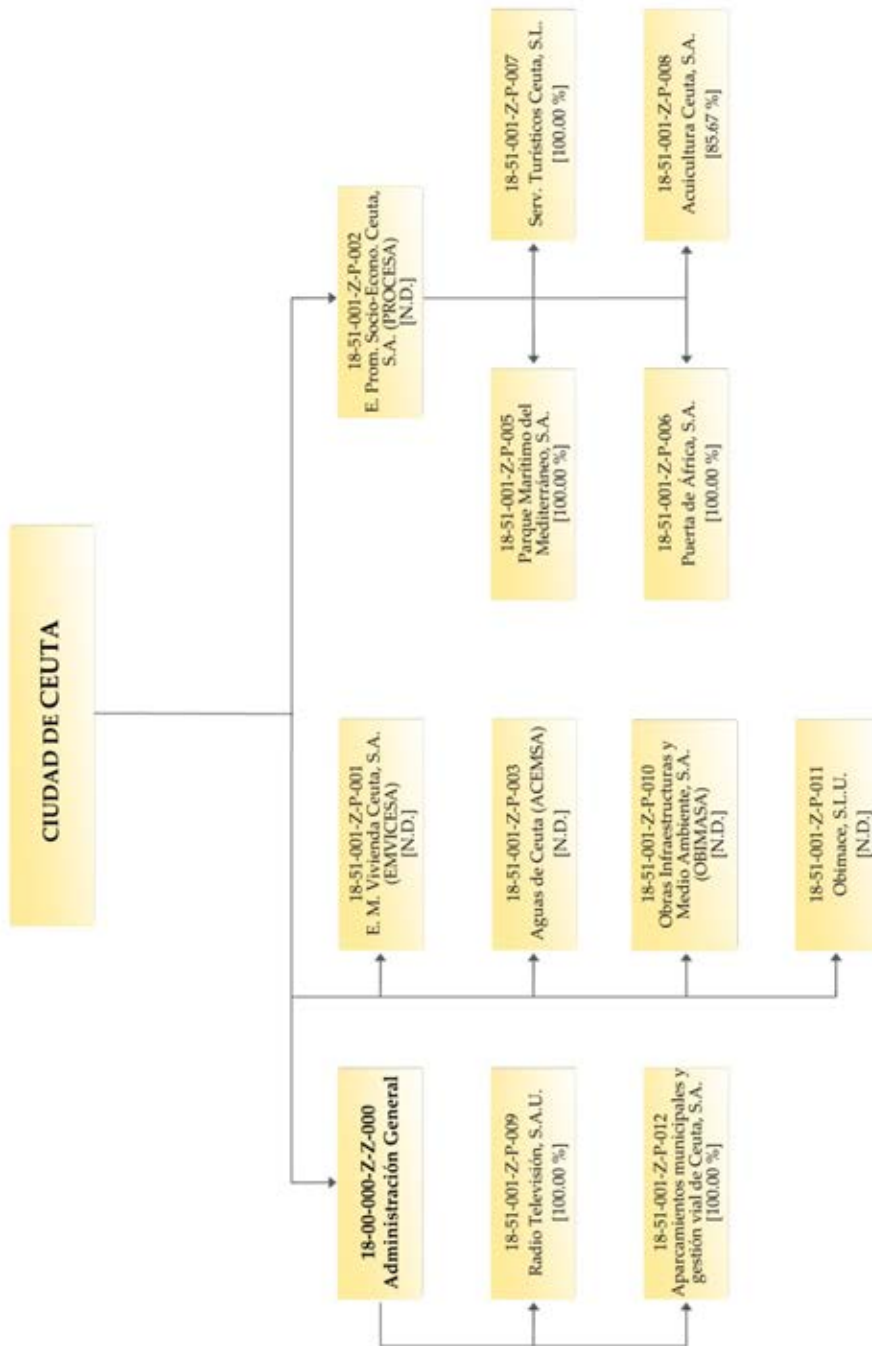 CIUDAD DE CEUTA
18-00-000-Z-Z-000
Administración General
18-51-001-Z-P-009
Radio Televisión, S.A.U.
[100.00 %]
18-51-001-Z-P-012
Aparcamientos municipales y
gestión vial de Ceuta, S.A.
[100.00 %]
18-51-001-Z-P-001
E. M. Vivienda Ceuta, S.A.
(EMVICESA)
[N.D.]
18-51-001-Z-P-003
Aguas de Ceuta (ACEMSA)
[N.D.]
18-51-001-Z-P-010
Obras Infraestructuras y
Medio Ambiente, S.A.
(OBIMASA)
[N.D.]
18-51-001-Z-P-011
Obimace, S.L.U.
[N.D.]
18-51-001-Z-P-002
E. Prom. Socio-Econo. Ceuta,
S.A. (PROCESA)
[N.D.]
18-51-001-Z-P-005
Parque Marítimo del
Mediterráneo, S.A.
[100.00 %]
18-51-001-Z-P-007
Serv. Turísticos Ceuta, S.L.
[100.00 %]
18-51-001-Z-P-006
Puerta de África, S.A.
[100.00 %]
18-51-001-Z-P-008
Acuicultura Ceuta, S.A.
[85.67 %]